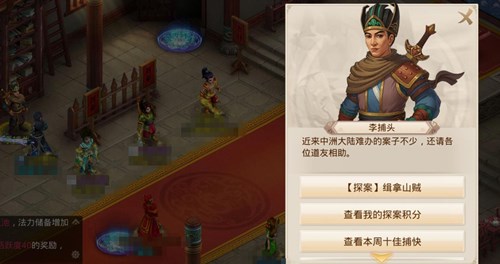 李捕头
近来中洲大陆难办的案子不少，还请各
位道友相助。
【探案】缉拿山贼
查看我的探案积分
查看本周十佳捕快
，法力储备增加
40的奖励。